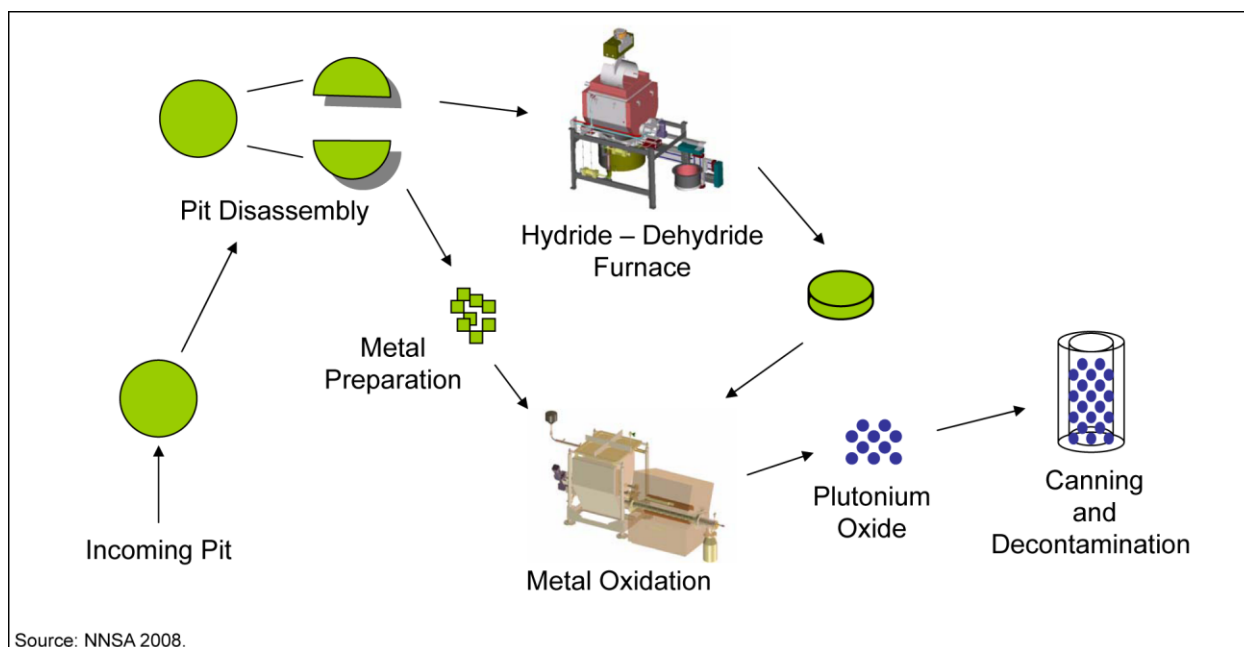 Pit Disassembly
Hydride – Dehydride
Furnace
Metal
Preparation
Incoming Pit
Metal Oxidation
Plutonium
Oxide
Canning
and
Decontamination
Source: NNSA 2008.